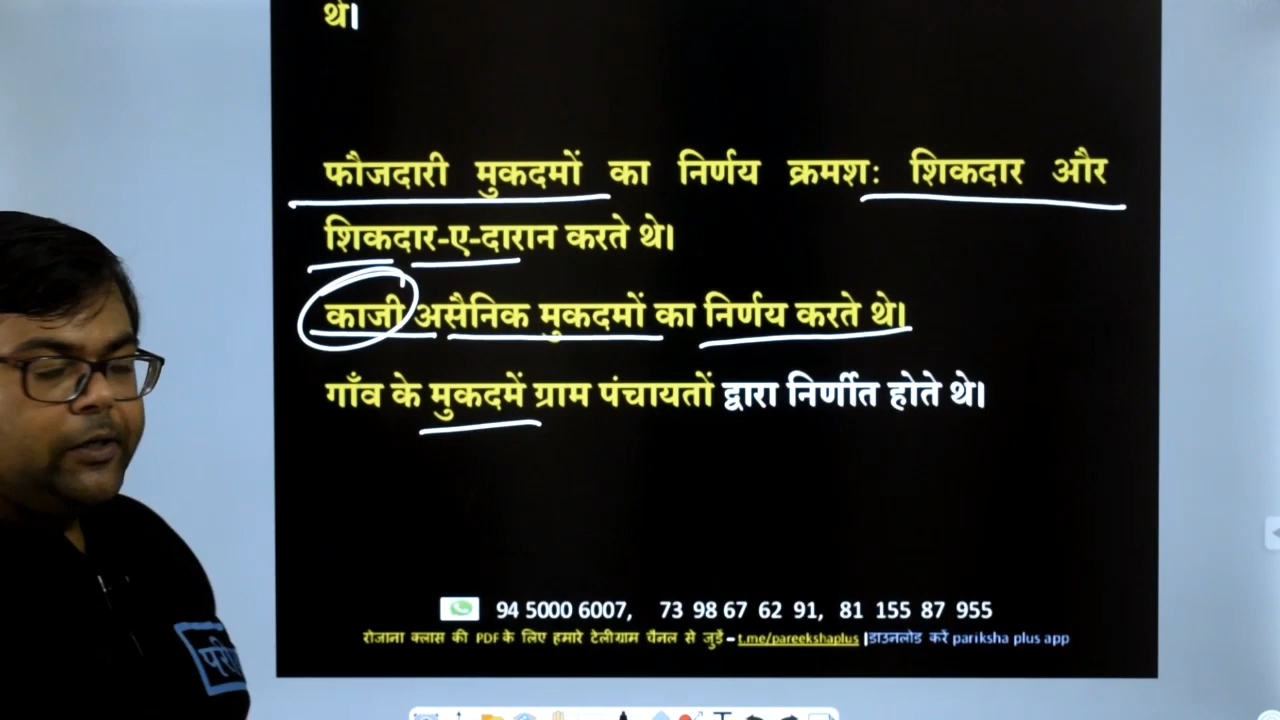 थे।
फौजदारी मुकदमों का निर्णय क्रमशः शिकदार और
शिकदार-ए-दारान करते थे।
काजी असैनिक मुकदमों का निर्णय करते थे।
गाँव के मुकदमें ग्राम पंचायतों द्वारा निर्णीत होते थे।
94 5000 6007, 73 98 67 62 91, 81 155 87 955
रोजाना क्लास की PDF के लिए हमारे टेलीग्राम चैनल से जुड़ें – t.me/pareekshaplus |डाउनलोड करें pariksha plus app